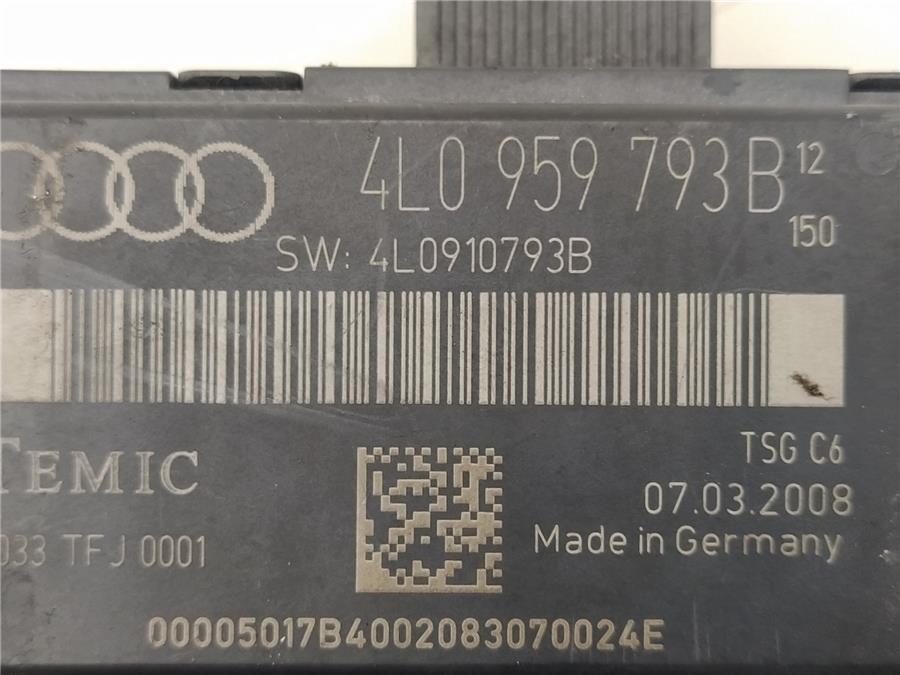 4L0 959 793B 12
150
SW: 4L0910793B
TEMIC
TSG C6
07.03.2008
033 TFJ 0001
Made in Germany
00005017B4002083070024E